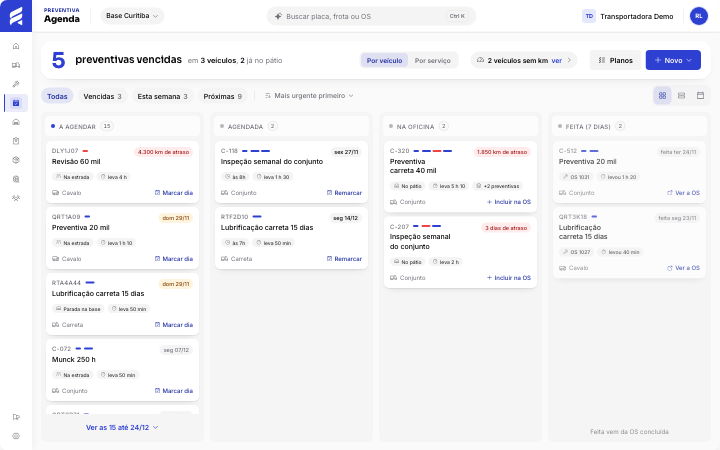 PREVENTIVA
Agenda
Base Curitiba
Buscar placa, frota ou OS
Ctrl K
TD
Transportadora Demo
RL
5 preventivas vencidas
em 3 veículos, 2 já no pátio
Por veículo
Por serviço
2 veículos sem km ver
Planos
Novo
Todas
Vencidas 3
Esta semana 3
Próximas 9
Mais urgente primeiro
A AGENDAR 15
DLY1J07
4.300 km de atraso
Revisão 60 mil
Na estrada
leva 4 h
Cavalo
Marcar dia
QRT1A09
dom 29/11
Preventiva 20 mil
Na estrada
leva 1 h 10
Cavalo
Marcar dia
RTA4A44
dom 29/11
Lubrificação carreta 15 dias
Parada na base
leva 50 min
Carreta
Marcar dia
C-072
seg 07/12
Munck 250 h
Na estrada
leva 50 min
Conjunto
Marcar dia
Ver as 15 até 24/12
AGENDADA 2
C-118
sex 27/11
Inspeção semanal do conjunto
às 8h
leva 1 h 30
Conjunto
Remarcar
RTF2D10
seg 14/12
Lubrificação carreta 15 dias
às 7h
leva 50 min
Carreta
Remarcar
NA OFICINA 2
C-320
1.850 km de atraso
Preventiva
carreta 40 mil
No pátio
leva 5 h 10
+2 preventivas
Conjunto
Incluir na OS
C-207
3 dias de atraso
Inspeção semanal
do conjunto
No pátio
leva 2 h
Conjunto
Incluir na OS
FEITA (7 DIAS) 2
C-512
feita ter 24/11
Preventiva 20 mil
OS 1031
levou 1 h 20
Conjunto
Ver a OS
QRT3K18
feita seg 23/11
Lubrificação
carreta 15 dias
OS 1027
levou 40 min
Cavalo
Ver a OS
Feita vem da OS concluída